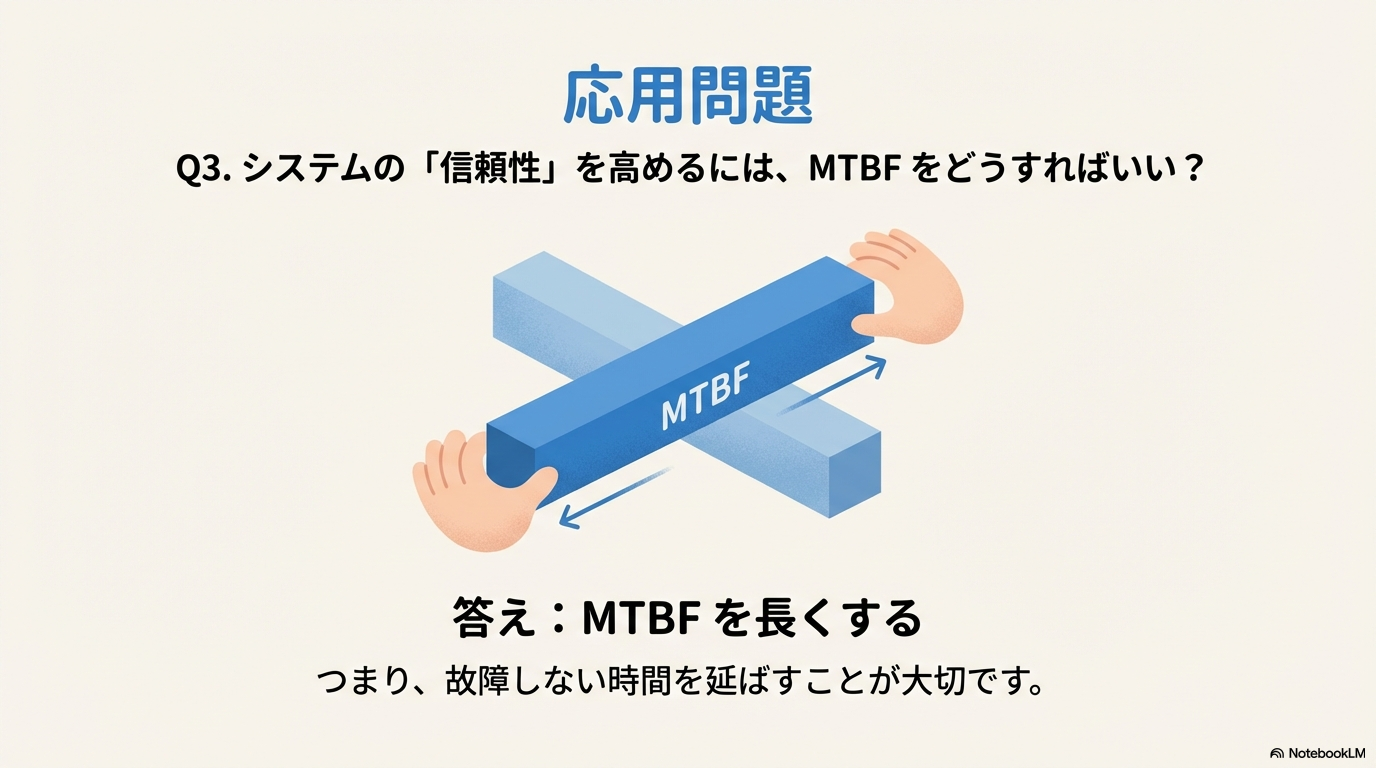 応用問題
Q3. システムの「信頼性」を高めるには、MTBF をどうすればいい？
MTBF
答え：MTBF を長くする
つまり、故障しない時間を延ばすことが大切です。
NotebookLM